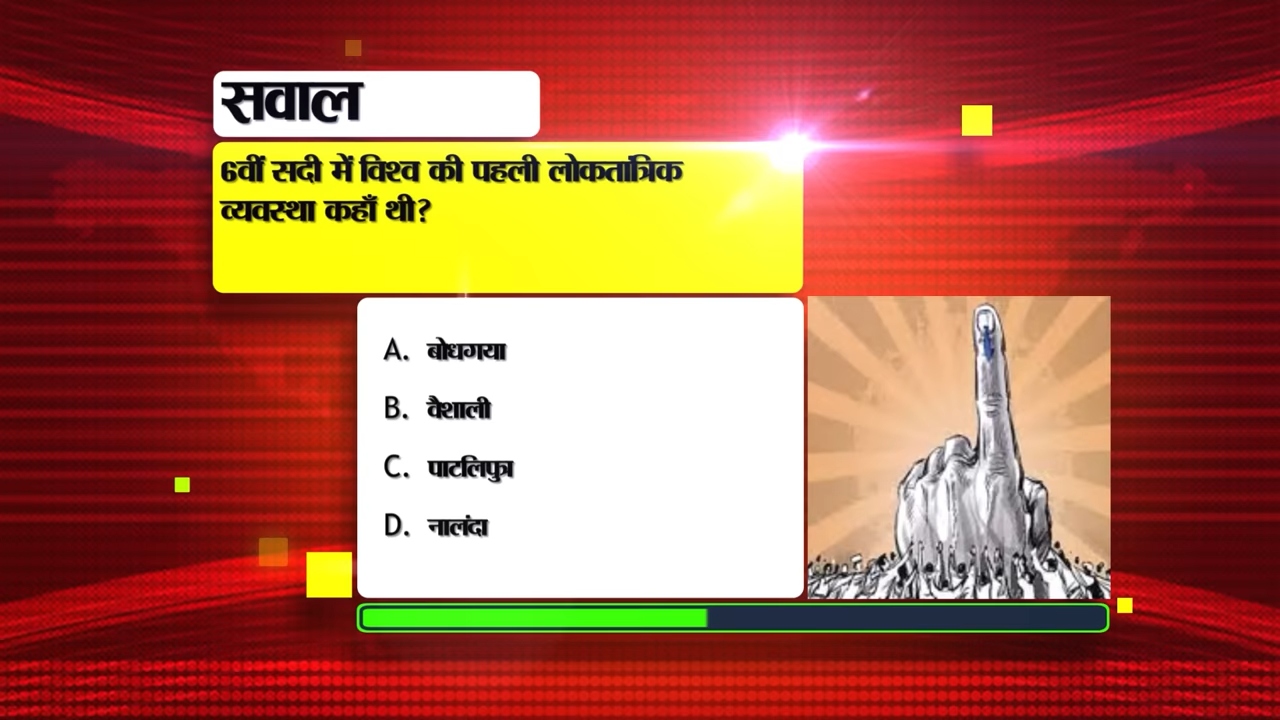 सवाल
6वीं सदी में विश्व की पहली लोकतांत्रिक
व्यवस्था कहाँ थी?
A. बोधगया
B. वैशाली
C. पाटलिपुत्र
D. नालंदा